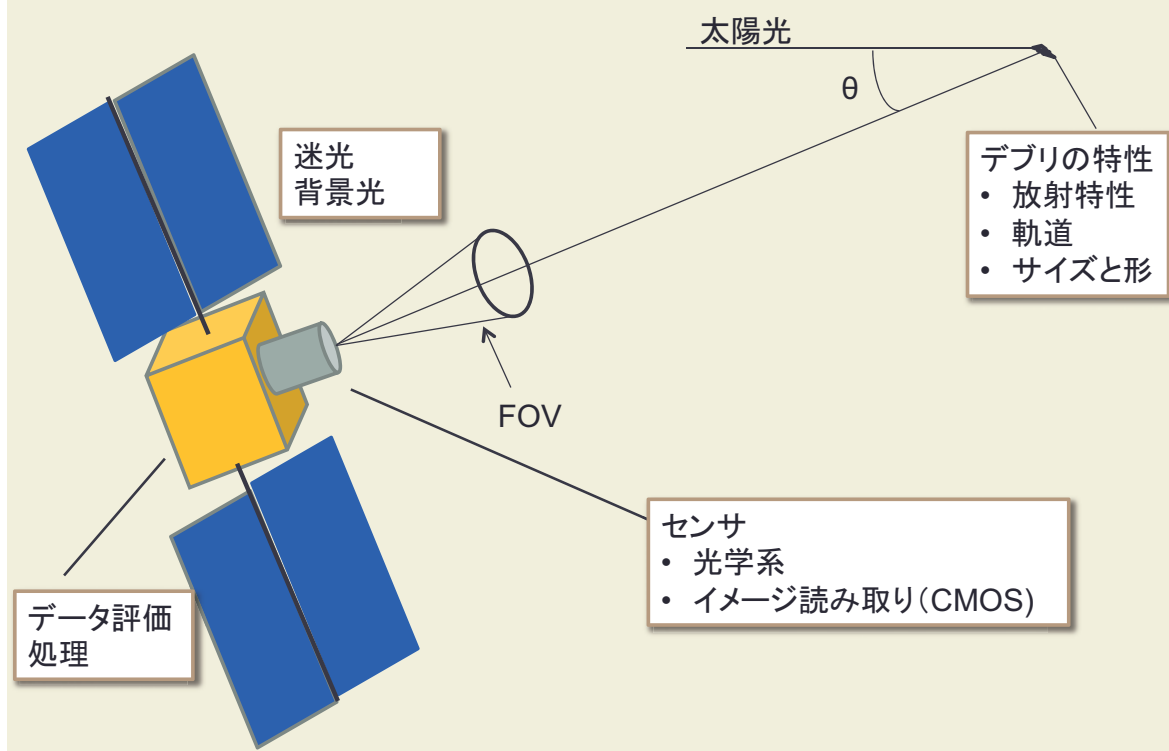 太陽光
θ
迷光
背景光
デブリの特性
• 放射特性
• 軌道
• サイズと形
FOV
センサ
• 光学系
• イメージ読み取り（CMOS)
データ評価
処理